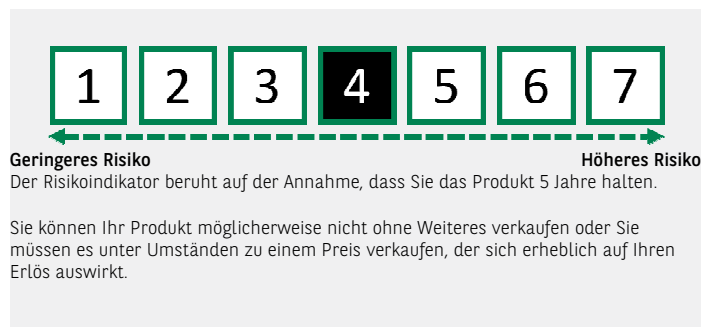 1 2 3 4 5 6 7
Geringeres Risiko Höheres Risiko
Der Risikoindikator beruht auf der Annahme, dass Sie das Produkt 5 Jahre halten.
Sie können Ihr Produkt möglicherweise nicht ohne Weiteres verkaufen oder Sie
müssen es unter Umständen zu einem Preis verkaufen, der sich erheblich auf Ihren
Erlös auswirkt.